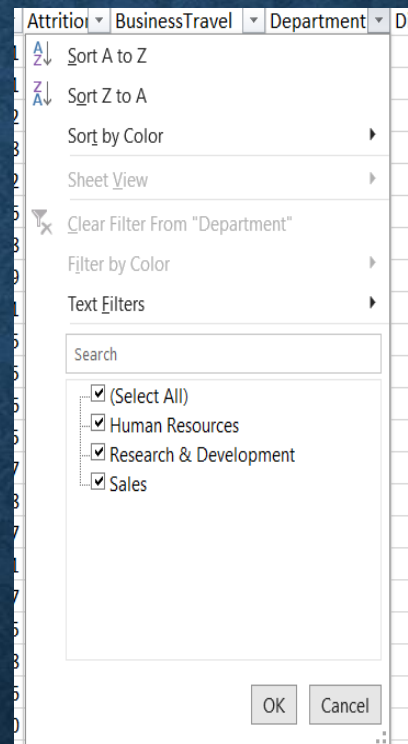 Attrition BusinessTravel Department D
Sort A to Z
Sort Z to A
Sort by Color
Sheet View
Clear Filter From "Department"
Filter by Color
Text Filters
Search
(Select All)
Human Resources
Research & Development
Sales
OK Cancel